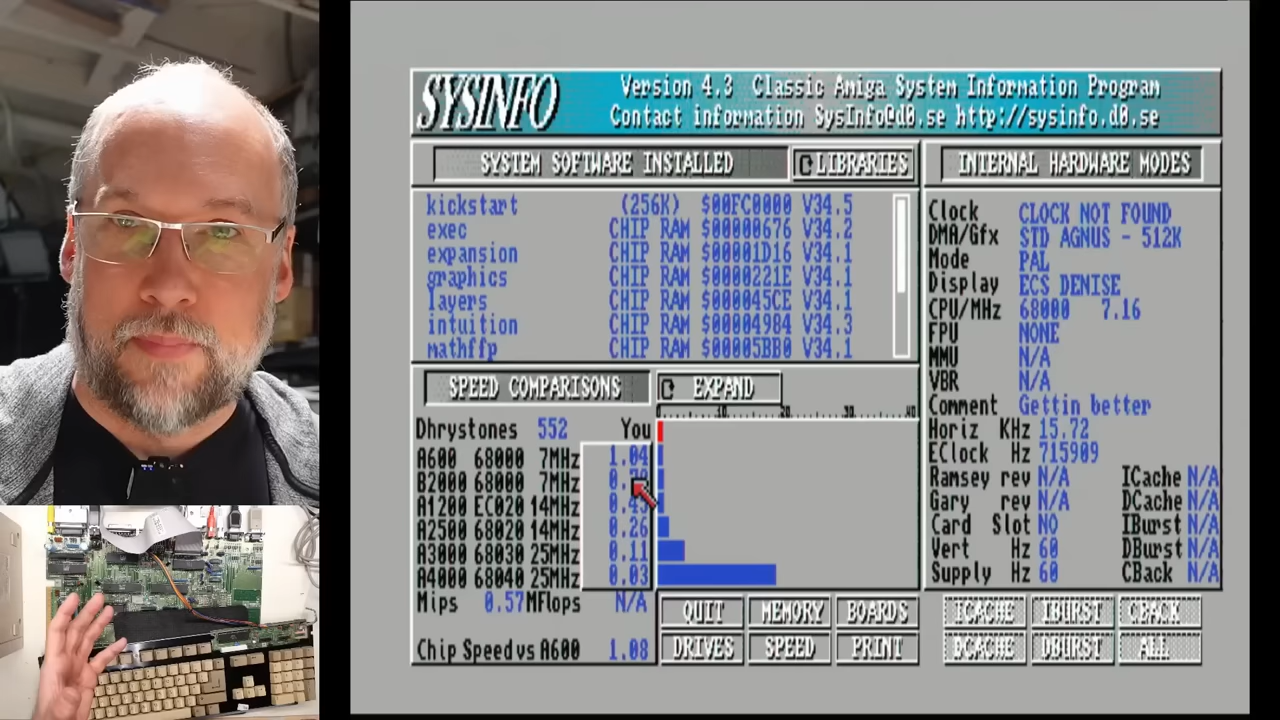 SYSINFO
Version 4.3 Classic Amiga System Information Program
Contact information SysInfo@d0.se http://sysinfo.d0.se
SYSTEM SOFTWARE INSTALLED
LIBRARIES
kickstart (256K) $00FC0000 V34.5
exec CHIP RAM $00000676 V34.2
expansion CHIP RAM $00001D16 V34.1
graphics CHIP RAM $0000221E V34.1
layers CHIP RAM $000045CE V34.1
intuition CHIP RAM $00004984 V34.3
mathffp CHIP RAM $00005BB0 V34.1
INTERNAL HARDWARE MODES
Clock CLOCK NOT FOUND
DMA/Gfx STD AGNUS - 512K
Mode PAL
Display ECS DENISE
CPU/MHz 68000 7.16
FPU NONE
MMU N/A
VBR N/A
Comment Gettin better
Horiz KHz 15.72
EClock Hz 715909
Ramsey rev N/A ICache N/A
Gary rev N/A DCache N/A
Card Slot NO IBurst N/A
Vert Hz 60 DBurst N/A
Supply Hz 60 CBack N/A
SPEED COMPARISONS
EXPAND
10 20 30 40
Dhrystones 552 You
A600 68000 7MHz 1.04
B2000 68000 7MHz
A1200 EC020 14MHz 0.45
A2500 68020 14MHz 0.26
A3000 68030 25MHz 0.11
A4000 68040 25MHz 0.03
Mips 0.57 MFlops N/A
Chip Speed vs A600 1.08
QUIT MEMORY BOARDS
DRIVES SPEED PRINT
ICACHE IBURST CBACK
DCACHE DBURST ALL